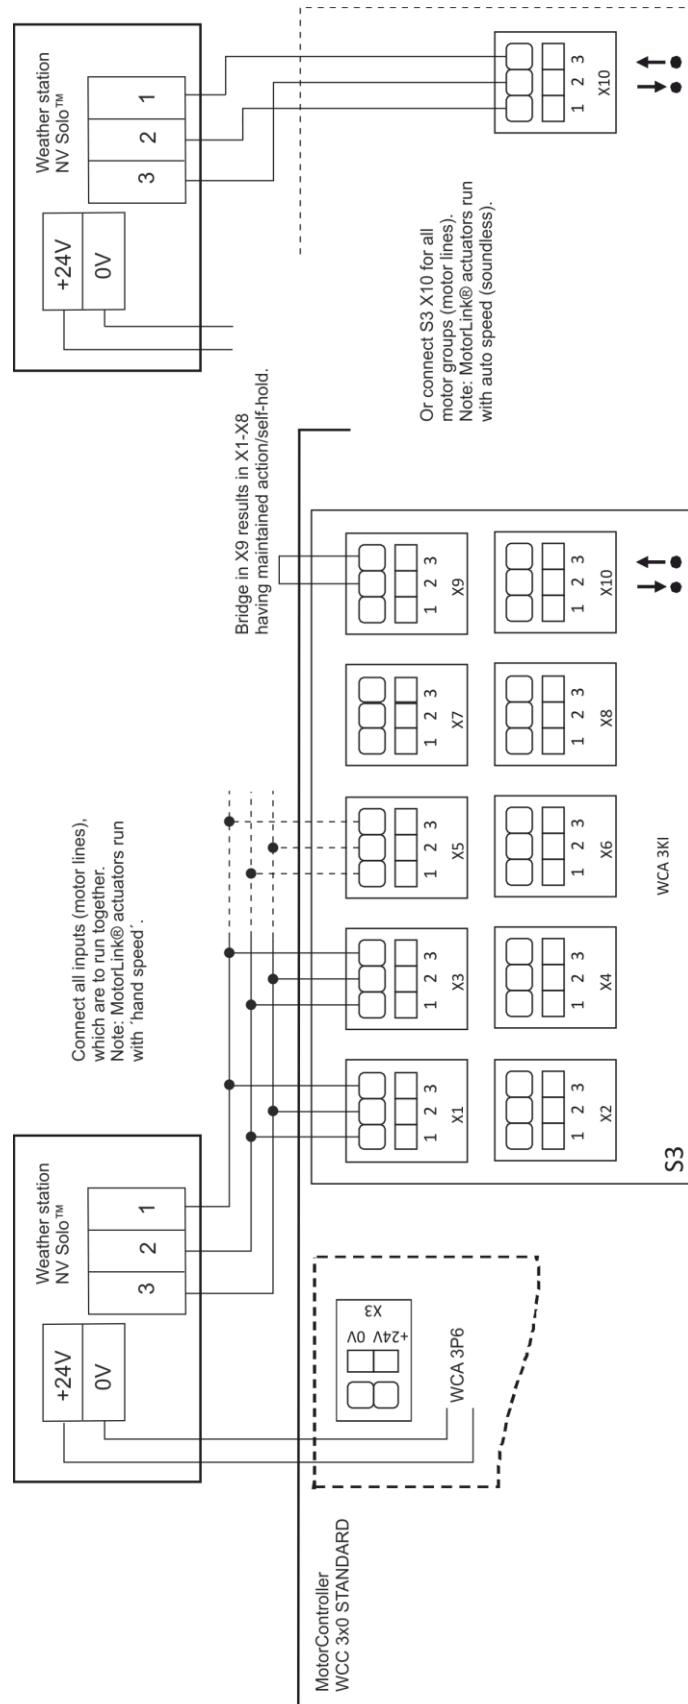 Weather station
NV Solo™
+24V
0V
3
2
1
Connect all inputs (motor lines),
which are to run together.
Note: MotorLink® actuators run
with ´hand speed´.
Weather station
NV Solo™
+24V
0V
3
2
1
Bridge in X9 results in X1-X8
having maintained action/self-hold.
MotorController
WCC 3x0 STANDARD
X3
+24V 0V
WCA 3P6
1 2 3
X1
1 2 3
X3
1 2 3
X5
1 2 3
X7
1 2 3
X9
1 2 3
X2
1 2 3
X4
1 2 3
X6
1 2 3
X8
1 2 3
X10
S3
WCA 3KI
Or connect S3 X10 for all
motor groups (motor lines).
Note: MotorLink® actuators run
with auto speed (soundless).
1 2 3
X10